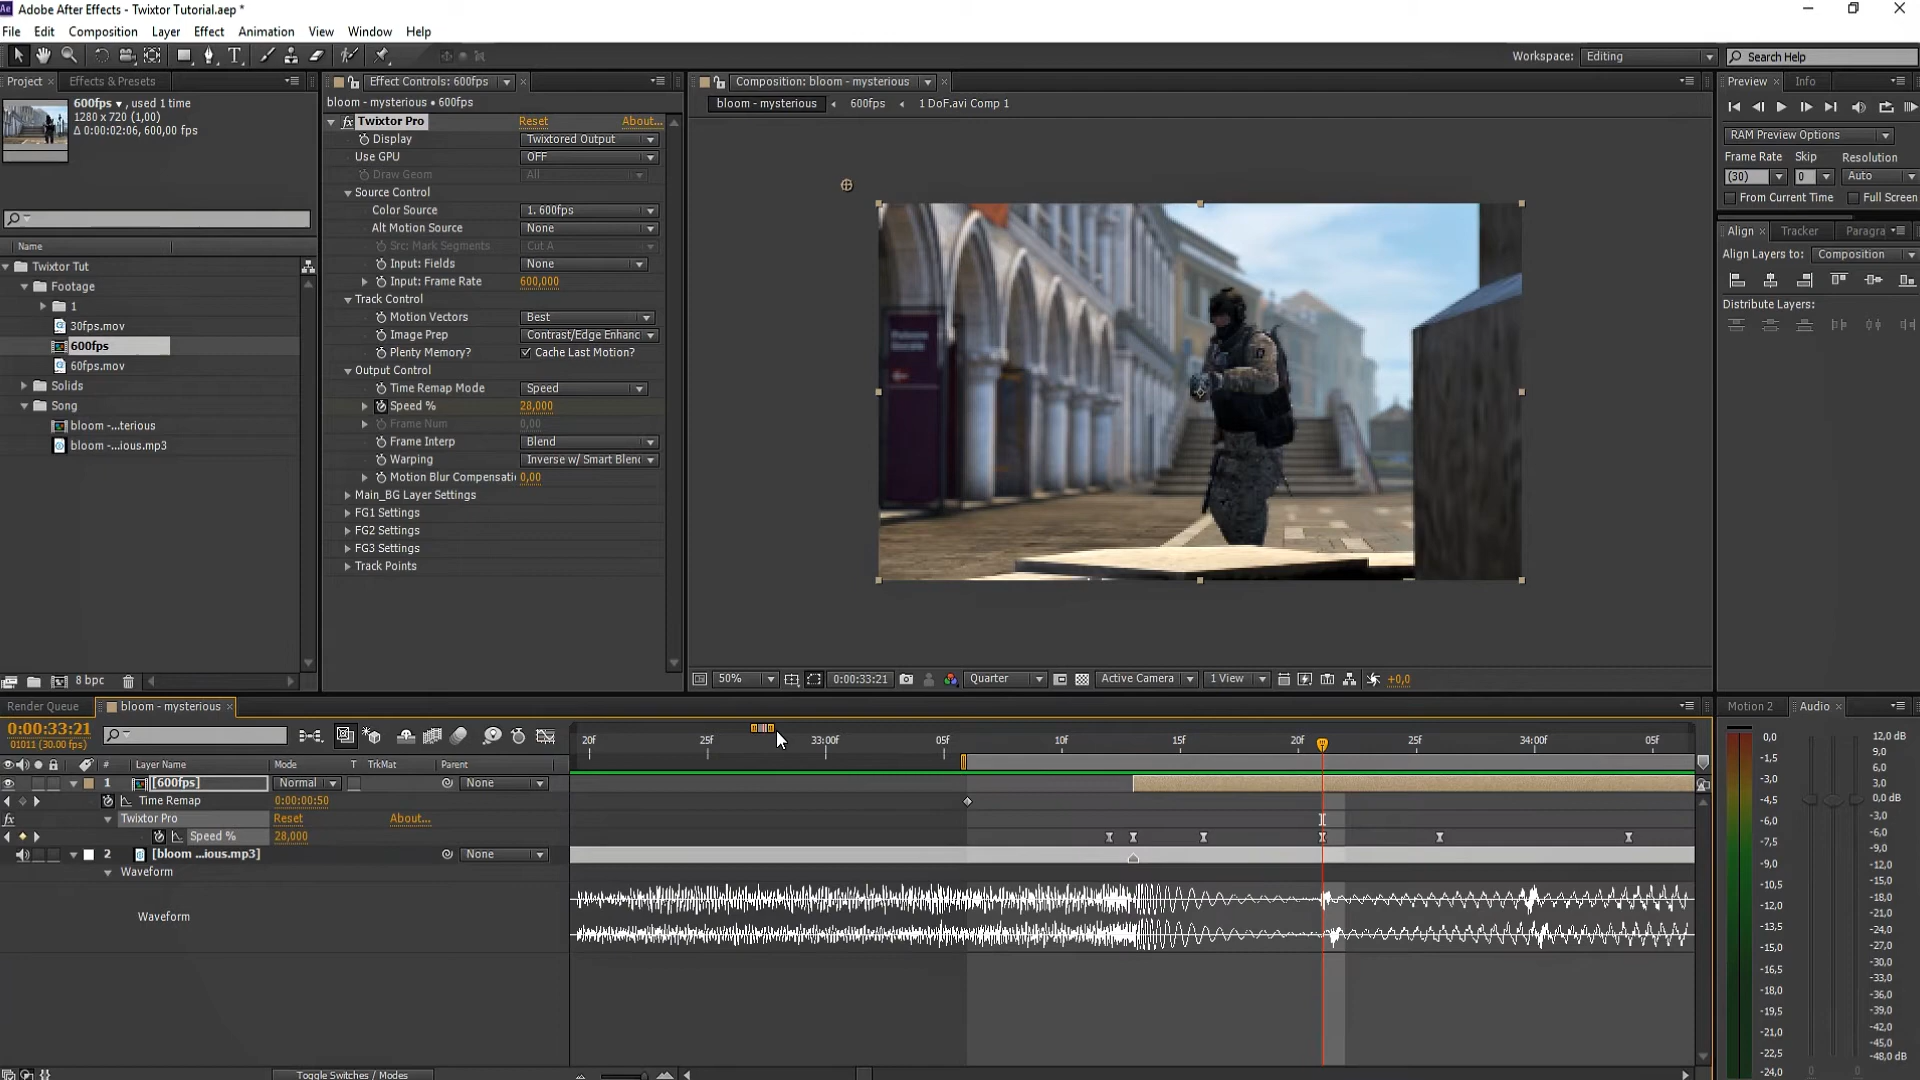 Adobe After Effects - Twixtor Tutorial.aep *
File Edit Composition Layer Effect Animation View Window Help
Workspace: Editing Search Help
Project Effects & Presets
600fps , used 1 time
1280 x 720 (1,00)
Δ 0:00:02:06, 600,00 fps
Name
Twixtor Tut
Footage
1
30fps.mov
600fps
60fps.mov
Solids
Song
bloom -...terious
bloom -...ious.mp3
8 bpc
Effect Controls: 600fps
bloom - mysterious • 600fps
Twixtor Pro Reset About...
Display Twixtored Output
Use GPU OFF
Draw Geom All
Source Control
Color Source 1. 600fps
Alt Motion Source None
Src: Mark Segments Cut A
Input: Fields None
Input: Frame Rate 600,000
Track Control
Motion Vectors Best
Image Prep Contrast/Edge Enhanc
Plenty Memory? Cache Last Motion?
Output Control
Time Remap Mode Speed
Speed % 28,000
Frame Num 0,00
Frame Interp Blend
Warping Inverse w/ Smart Blend
Motion Blur Compensati 0,00
Main_BG Layer Settings
FG1 Settings
FG2 Settings
FG3 Settings
Track Points
Composition: bloom - mysterious
bloom - mysterious 600fps 1 DoF.avi Comp 1
50% 0:00:33:21 Quarter Active Camera 1 View +0,0
Preview Info
RAM Preview Options
Frame Rate Skip Resolution
(30) 0 Auto
From Current Time Full Screen
Align Tracker Paragra
Align Layers to: Composition
Distribute Layers:
Render Queue bloom - mysterious
0:00:33:21
01011 (30.00 fps)
20f 25f 33:00f 05f 10f 15f 20f 25f 34:00f 05f
# Layer Name Mode T TrkMat Parent
1 [600fps] Normal None
Time Remap 0:00:00:50
Twixtor Pro Reset About...
Speed % 28,000
2 [bloom ...ious.mp3] None
Waveform
Waveform
Toggle Switches / Modes
Motion 2 Audio
0,0
-1,5
-3,0
-4,5
-6,0
-7,5
-9,0
-10,5
-12,0
-13,5
-15,0
-16,5
-18,0
-19,5
-21,0
-22,5
-24,0
12,0 dB
9,0
6,0
3,0
0,0 dB
-3,0
-6,0
-9,0
-12,0
-15,0
-18,0
-21,0
-24,0
-27,0
-30,0
-33,0
-36,0
-39,0
-42,0
-45,0
-48,0 dB
0 0